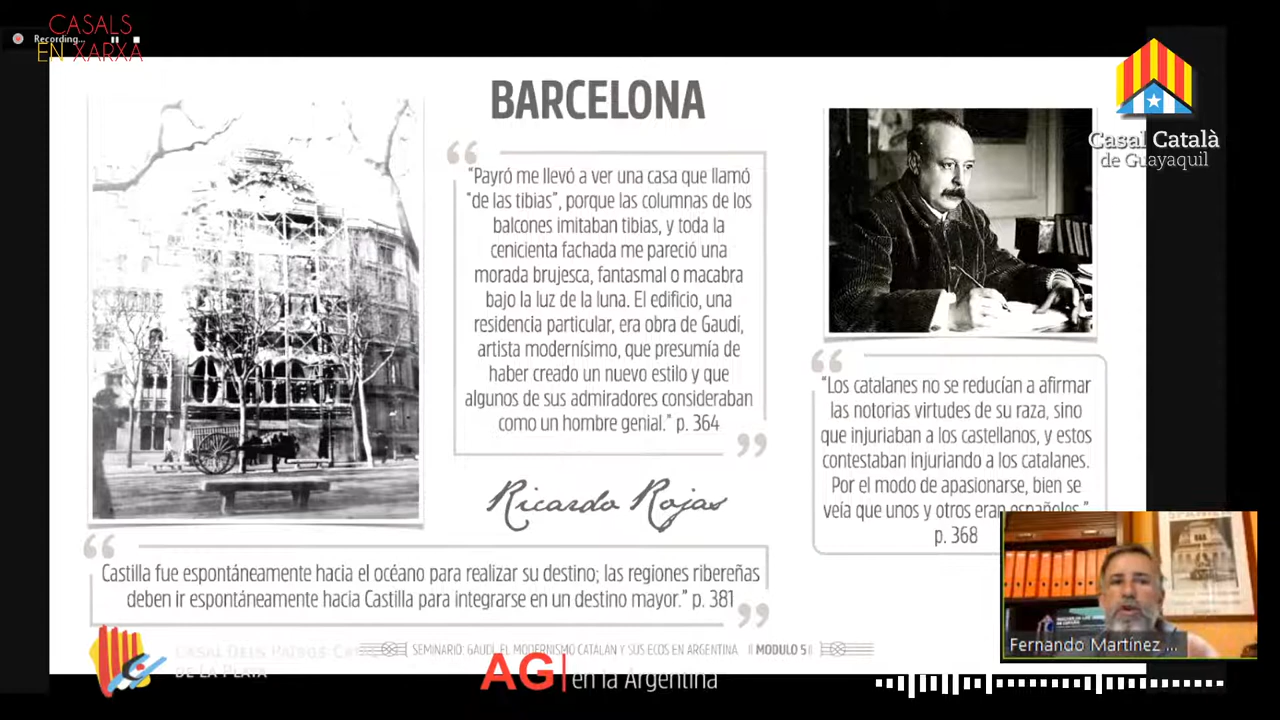 CASALS
EN XARXA
Recording...
Casal Català
de Guayaquil
BARCELONA
“Payró me llevó a ver una casa que llamó
“de las tibias”, porque las columnas de los
balcones imitaban tibias, y toda la
cenicienta fachada me pareció una
morada brujesca, fantasmal o macabra
bajo la luz de la luna. El edificio, una
residencia particular, era obra de Gaudí,
artista modernísimo, que presumía de
haber creado un nuevo estilo y que
algunos de sus admiradores consideraban
como un hombre genial.” p. 364
Ricardo Rojas
“Los catalanes no se reducían a afirmar
las notorias virtudes de su raza, sino
que injuriaban a los castellanos, y estos
contestaban injuriando a los catalanes.
Por el modo de apasionarse, bien se
veía que unos y otros eran españoles.”
p. 368
Castilla fue espontáneamente hacia el océano para realizar su destino; las regiones ribereñas
deben ir espontáneamente hacia Castilla para integrarse en un destino mayor.” p. 381
Fernando Martínez ...
SEMINARIO: GAUDÍ, EL MODERNISMO CATALÁN Y SUS ECOS EN ARGENTINA || MODULO 5 ||
CASAL DELS PAÏSOS
DE LA PLATA
AG|
en la Argentina